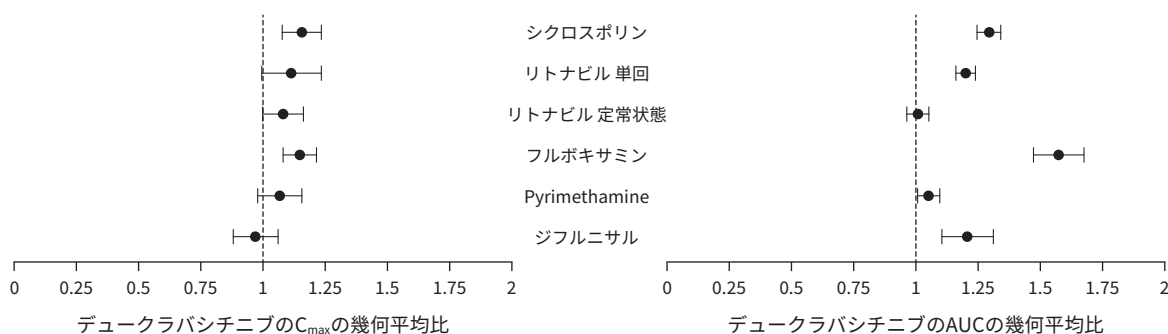 シクロスポリン
リトナビル 単回
リトナビル 定常状態
フルボキサミン
Pyrimethamine
ジフルニサル
0 0.25 0.5 0.75 1 1.25 1.5 1.75 2
デュークラバシチニブのCmaxの幾何平均比
0 0.25 0.5 0.75 1 1.25 1.5 1.75 2
デュークラバシチニブのAUCの幾何平均比